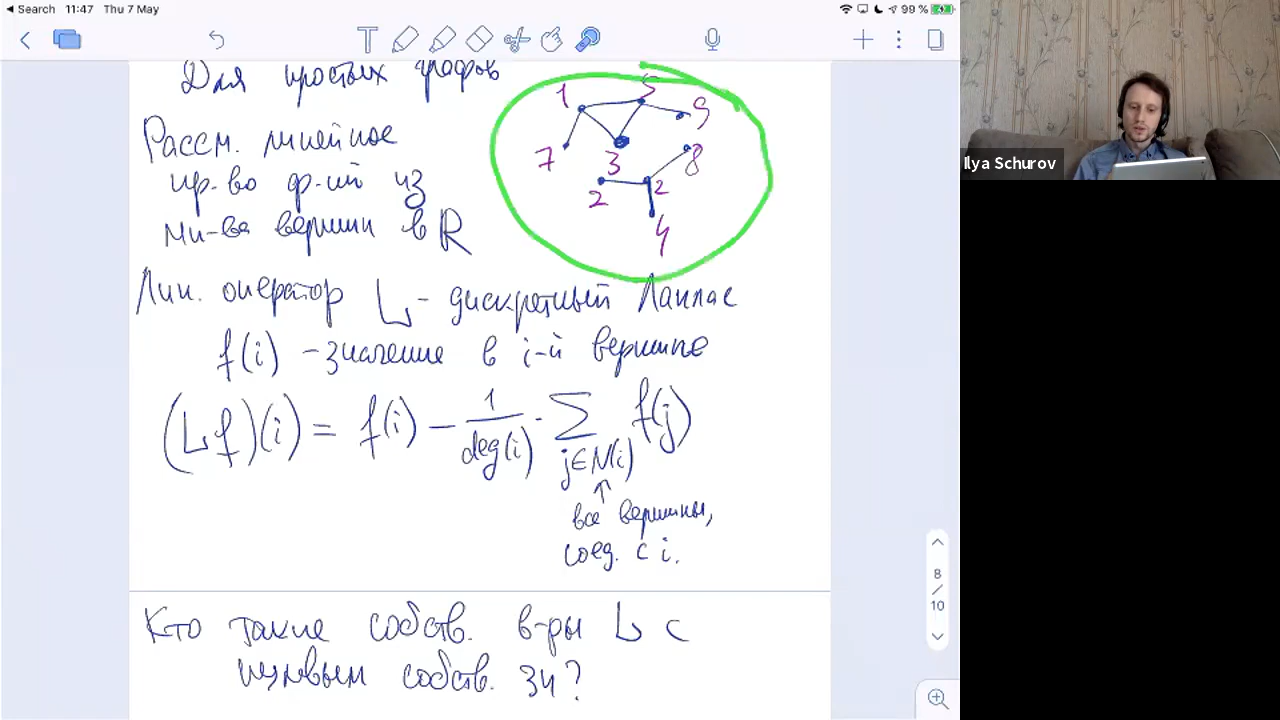 Search 11:47 Thu 7 May 99 %
Для простых графов
Рассм. линейное
пр-во ф-ий из
мн-ва вершин в R
1 5 9
7 3 8
2 2
4
Лин. оператор L - дискретный Лаплас
f(i) - значение в i-й вершине
(Lf)(i) = f(i) - 1/deg(i) · ∑ j∈N(i) f(j)
↑
все вершины,
соед. с i.
Кто такие собств. в-ры L с
нулевым собств. зн?
8
/
10
Ilya Schurov